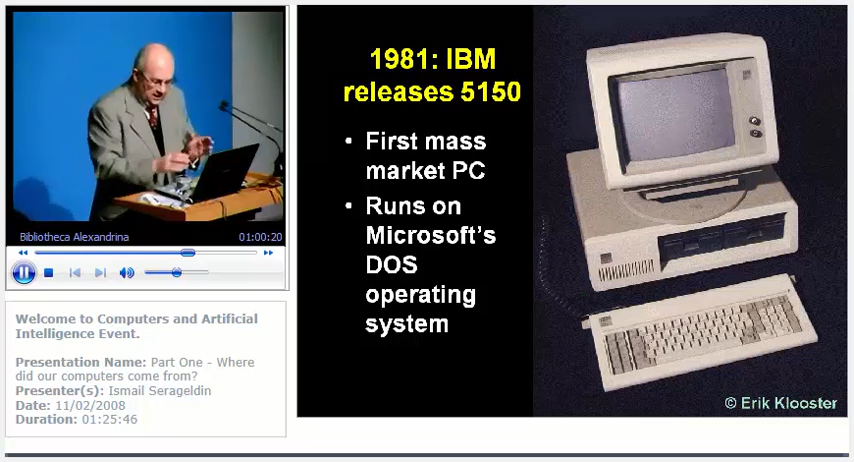 1981: IBM
releases 5150
• First mass
market PC
• Runs on
Microsoft's
DOS
operating
system
© Erik Klooster
Bibliotheca Alexandrina 01:00:20
Welcome to Computers and Artificial
Intelligence Event.
Presentation Name: Part One - Where
did our computers come from?
Presenter(s): Ismail Serageldin
Date: 11/02/2008
Duration: 01:25:46